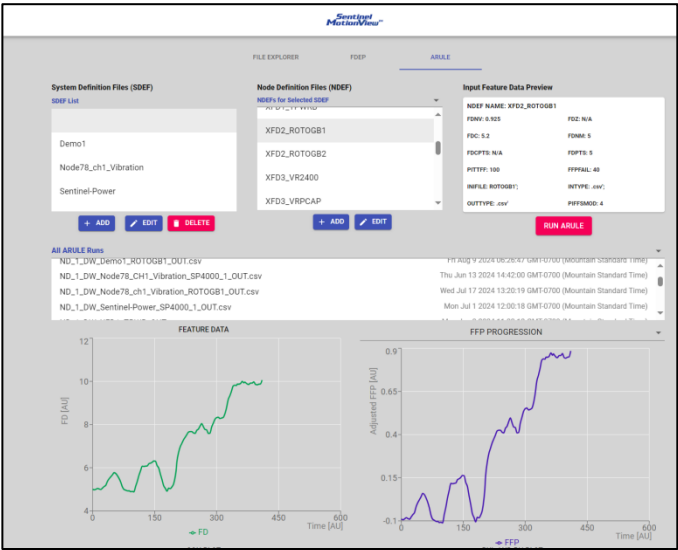 Sentinel
MotionView™
FILE EXPLORER FDEP ARULE
System Definition Files (SDEF)
SDEF List
Demo1
Node78_ch1_Vibration
Sentinel-Power
+ ADD EDIT DELETE
Node Definition Files (NDEF)
NDEFs for Selected SDEF
XFD2_ROTOGB1
XFD2_ROTOGB2
XFD3_VR2400
XFD3_VRPCAP
+ ADD EDIT
Input Feature Data Preview
NDEF NAME: XFD2_ROTOGB1
FDNV: 0.925 FDZ: N/A
FDC: 5.2 FDNM: 5
FDCPTS: N/A FDPTS: 5
PITTFF: 100 FFPFAIL: 40
INIFILE: ROTOGB1'; INTYPE: .csv';
OUTTYPE: .csv' PIFFSMOD: 4
RUN ARULE
All ARULE Runs
ND_1_DW_Demo1_ROTOGB1_OUT.csv Fri Aug 9 2024 06:26:47 GMT-0700 (Mountain Standard Time)
ND_1_DW_Node78_CH1_Vibration_SP4000_1_OUT.csv Thu Jun 13 2024 14:42:00 GMT-0700 (Mountain Standard Time)
ND_1_DW_Node78_ch1_Vibration_ROTOGB1_OUT.csv Wed Jul 17 2024 13:20:19 GMT-0700 (Mountain Standard Time)
ND_1_DW_Sentinel-Power_SP4000_1_OUT.csv Mon Jul 1 2024 12:00:18 GMT-0700 (Mountain Standard Time)
FEATURE DATA
12
10
8
6
4
FD [AU]
0 150 300 450 600
Time [AU]
FD
FFP PROGRESSION
0.9
0.65
0.4
0.15
-0.1
Adjusted FFP [AU]
0 150 300 450 600
Time [AU]
FFP